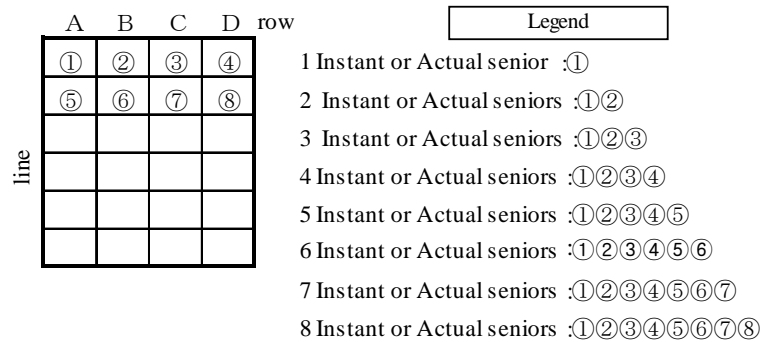 A B C D row
① ② ③ ④
⑤ ⑥ ⑦ ⑧
line
Legend
1 Instant or Actual senior :①
2 Instant or Actual seniors :①②
3 Instant or Actual seniors :①②③
4 Instant or Actual seniors :①②③④
5 Instant or Actual seniors :①②③④⑤
6 Instant or Actual seniors :①②③④⑤⑥
7 Instant or Actual seniors :①②③④⑤⑥⑦
8 Instant or Actual seniors :①②③④⑤⑥⑦⑧